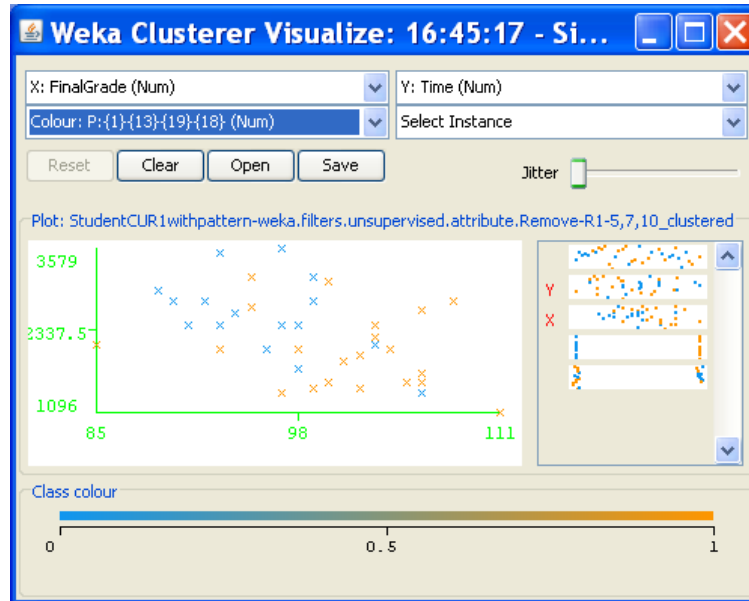 Weka Clusterer Visualize: 16:45:17 - Si...
X: FinalGrade (Num)
Y: Time (Num)
Colour: P:{1}{13}{19}{18} (Num)
Select Instance
Reset
Clear
Open
Save
Jitter
Plot: StudentCUR1withpattern-weka.filters.unsupervised.attribute.Remove-R1-5,7,10_clustered
3579
2337.5
1096
85
98
111
Y
X
Class colour
0
0.5
1